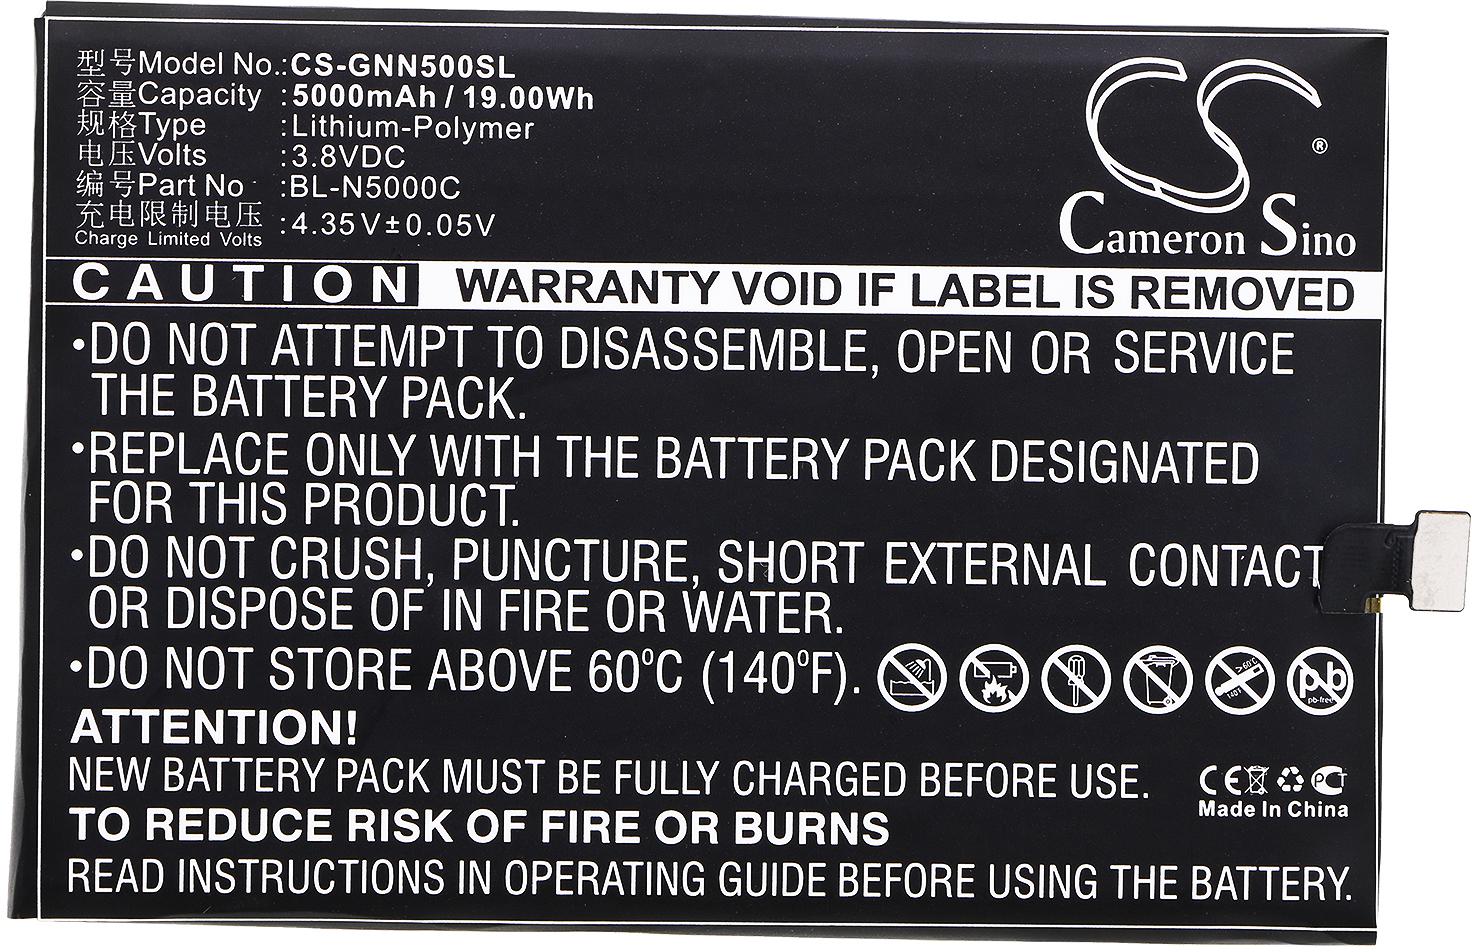 型号Model No.:CS-GNN500SL
容量Capacity :5000mAh / 19.00Wh
规格Type :Lithium-Polymer
电压Volts :3.8VDC
编号Part No :BL-N5000C
充电限制电压 :4.35V±0.05V
Charge Limited Volts
CS ®
Cameron Sino
CAUTION WARRANTY VOID IF LABEL IS REMOVED
•DO NOT ATTEMPT TO DISASSEMBLE, OPEN OR SERVICE
THE BATTERY PACK.
•REPLACE ONLY WITH THE BATTERY PACK DESIGNATED
FOR THIS PRODUCT.
•DO NOT CRUSH, PUNCTURE, SHORT EXTERNAL CONTACT
OR DISPOSE OF IN FIRE OR WATER.
•DO NOT STORE ABOVE 60°C (140°F).
>60°C
140°F
pb
pb-free
ATTENTION!
NEW BATTERY PACK MUST BE FULLY CHARGED BEFORE USE.
CE PCT
Made In China
TO REDUCE RISK OF FIRE OR BURNS
READ INSTRUCTIONS IN OPERATING GUIDE BEFORE USING THE BATTERY.